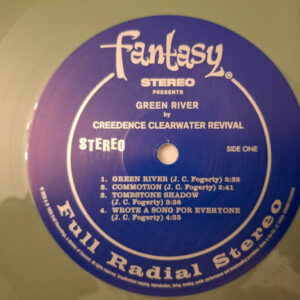 fantasy®
STEREO
PRESENTS
GREEN RIVER
by
CREEDENCE CLEARWATER REVIVAL
STEREO
SIDE ONE
1. GREEN RIVER (J. C. Fogerty) 2:32
2. COMMOTION (J. C. Fogerty) 2:41
3. TOMBSTONE SHADOW
(J. C. Fogerty) 3:36
4. WROTE A SONG FOR EVERYONE
(J. C. Fogerty) 4:55
Full Radial Stereo